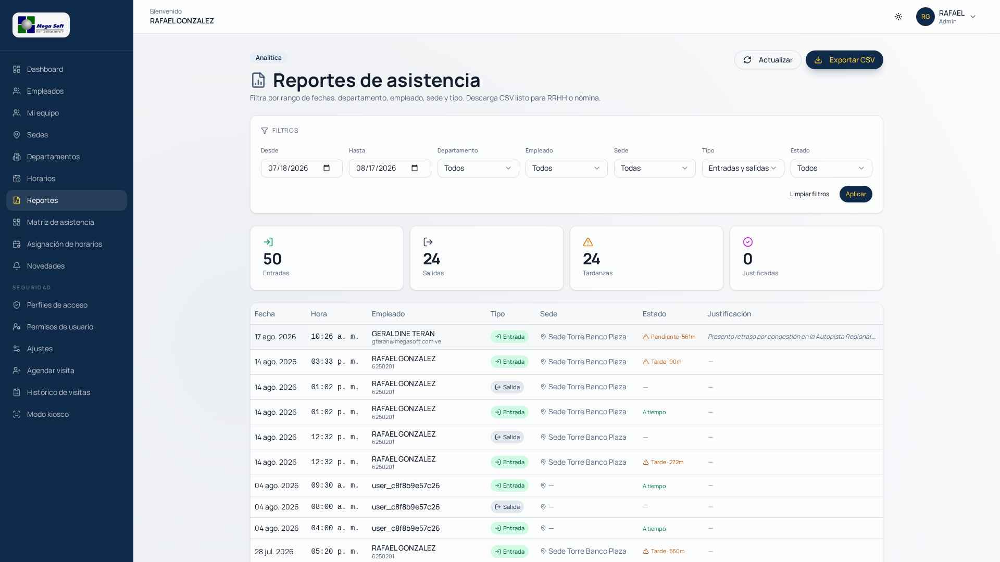 Mega Soft
Bienvenido
RAFAEL GONZALEZ
RG
RAFAEL
Admin
Dashboard
Empleados
Mi equipo
Sedes
Departamentos
Horarios
Reportes
Matriz de asistencia
Asignación de horarios
Novedades
SEGURIDAD
Perfiles de acceso
Permisos de usuario
Ajustes
Agendar visita
Histórico de visitas
Modo kiosco
Analítica
Actualizar
Exportar CSV
Reportes de asistencia
Filtra por rango de fechas, departamento, empleado, sede y tipo. Descarga CSV listo para RRHH o nómina.
FILTROS
Desde Hasta Departamento Empleado Sede Tipo Estado
07/18/2026 08/17/2026 Todos Todos Todas Entradas y salidas Todos
Limpiar filtros Aplicar
50 24 24 0
Entradas Salidas Tardanzas Justificadas
Fecha Hora Empleado Tipo Sede Estado Justificación
17 ago. 2026 10:26 a. m. GERALDINE TERAN Entrada Sede Torre Banco Plaza Pendiente · 561m Presento retraso por congestión en la Autopista Regional ...
gteran@megasoft.com.ve
14 ago. 2026 03:33 p. m. RAFAEL GONZALEZ Entrada Sede Torre Banco Plaza Tarde · 90m —
6250201
14 ago. 2026 01:02 p. m. RAFAEL GONZALEZ Salida Sede Torre Banco Plaza — —
6250201
14 ago. 2026 01:02 p. m. RAFAEL GONZALEZ Entrada Sede Torre Banco Plaza A tiempo —
6250201
14 ago. 2026 12:32 p. m. RAFAEL GONZALEZ Salida Sede Torre Banco Plaza — —
6250201
14 ago. 2026 12:32 p. m. RAFAEL GONZALEZ Entrada Sede Torre Banco Plaza Tarde · 272m —
6250201
04 ago. 2026 09:30 a. m. user_c8f8b9e57c26 Entrada — A tiempo —
04 ago. 2026 08:00 a. m. user_c8f8b9e57c26 Salida — — —
04 ago. 2026 04:00 a. m. user_c8f8b9e57c26 Entrada — A tiempo —
28 jul. 2026 05:20 p. m. RAFAEL GONZALEZ Entrada Sede Torre Banco Plaza Tarde · 560m —
6250201